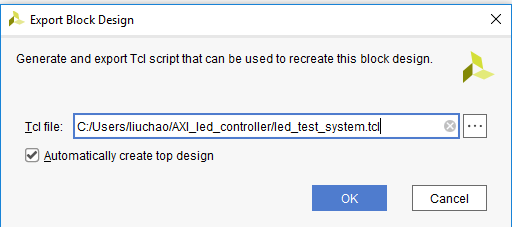 Export Block Design
Generate and export Tcl script that can be used to recreate this block design.
Tcl file: C:/Users/liuchao/AXI_led_controller/led_test_system.tcl
Automatically create top design
OK Cancel